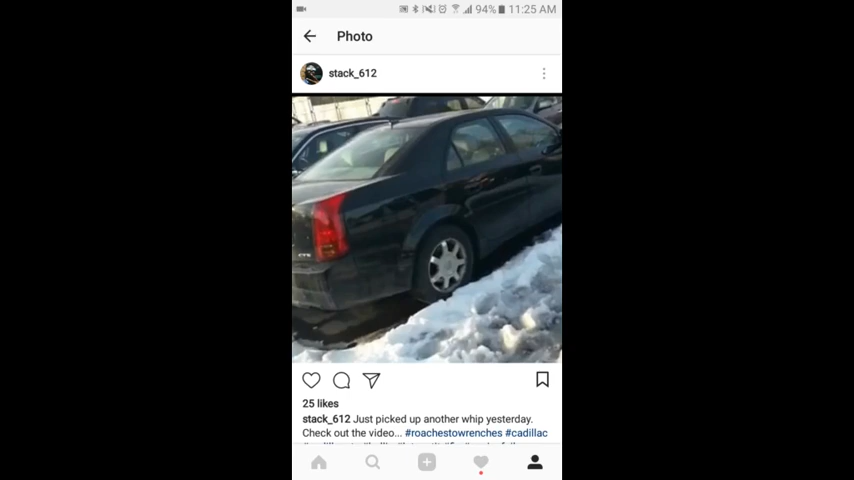 94% 11:25 AM
Photo
stack_612
CTS
25 likes
stack_612 Just picked up another whip yesterday.
Check out the video... #roachestowrenches #cadillac